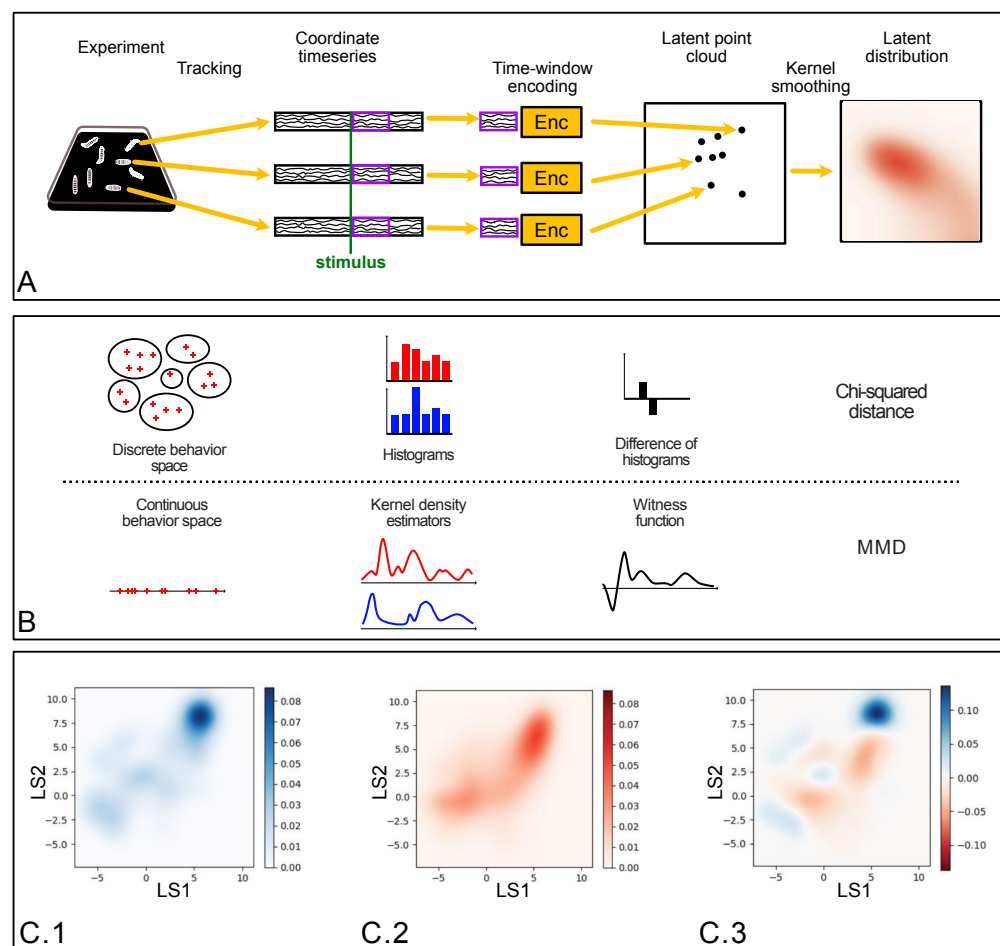 Experiment
Tracking
Coordinate
timeseries
Time-window
encoding
Latent point
cloud
Kernel
smoothing
Latent
distribution
Enc
Enc
Enc
stimulus
A
Discrete behavior
space
Histograms
Difference of
histograms
Chi-squared
distance
Continuous
behavior space
Kernel density
estimators
Witness
function
MMD
B
10.0
7.5
5.0
2.5
0.0
−2.5
−5.0
LS2
−5
0
5
10
LS1
0.08
0.07
0.06
0.05
0.04
0.03
0.02
0.01
0.00
C.1
10.0
7.5
5.0
2.5
0.0
−2.5
−5.0
LS2
−5
0
5
10
LS1
0.08
0.07
0.06
0.05
0.04
0.03
0.02
0.01
0.00
C.2
10.0
7.5
5.0
2.5
0.0
−2.5
−5.0
LS2
−5
0
5
10
LS1
0.10
0.05
0.00
−0.05
−0.10
C.3